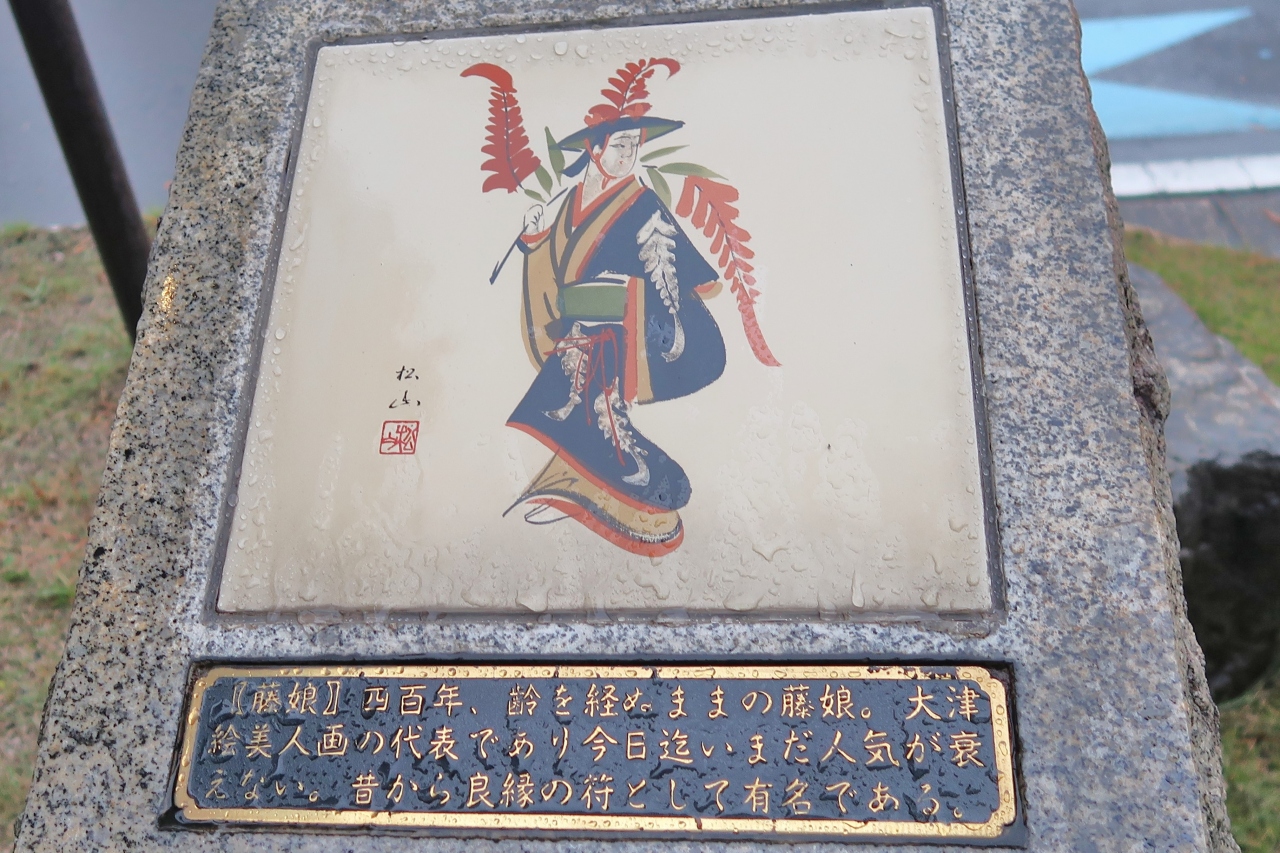 松
山
【藤娘】四百年、齢を経ぬままの藤娘。大津
絵美人画の代表であり今日迄いまだ人気が衰
えない。昔から良縁の符として有名である。